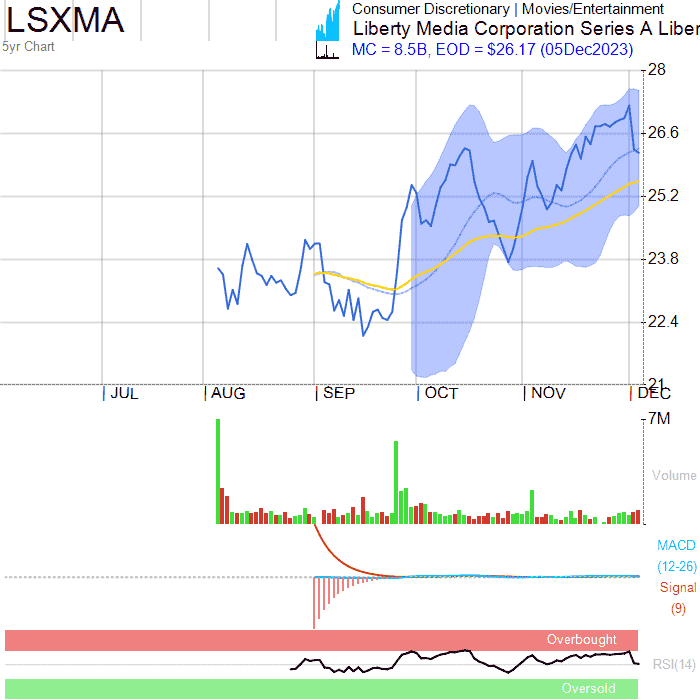 LSXMA
5yr Chart
Consumer Discretionary | Movies/Entertainment
Liberty Media Corporation Series A Liber
MC = 8.5B, EOD = $26.17 (05Dec2023)
28
26.6
25.2
23.8
22.4
21
JUL AUG SEP OCT NOV DEC
7M
Volume
MACD
(12-26)
Signal
(9)
Overbought
RSI(14)
Oversold